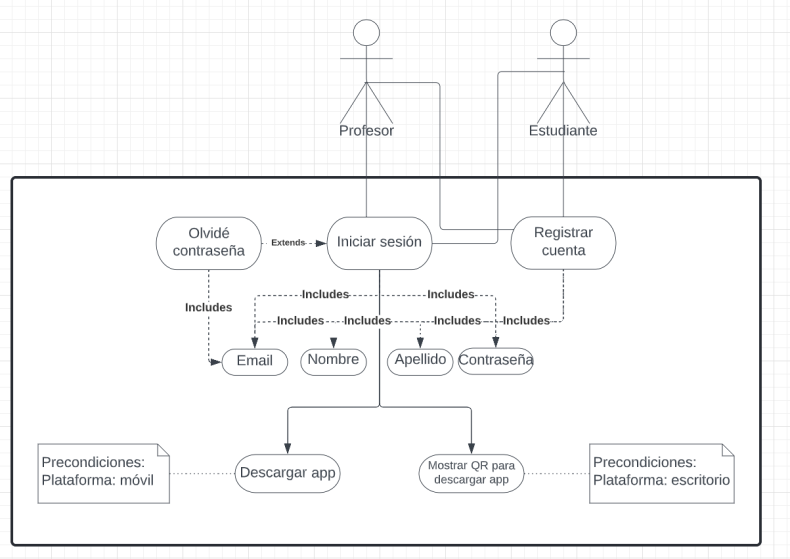 Profesor
Estudiante
Olvidé
contraseña
Extends
Iniciar sesión
Registrar
cuenta
Includes
Includes
Includes
Includes
Includes
Includes
Includes
Email
Nombre
Apellido
Contraseña
Precondiciones:
Plataforma: móvil
Descargar app
Mostrar QR para
descargar app
Precondiciones:
Plataforma: escritorio